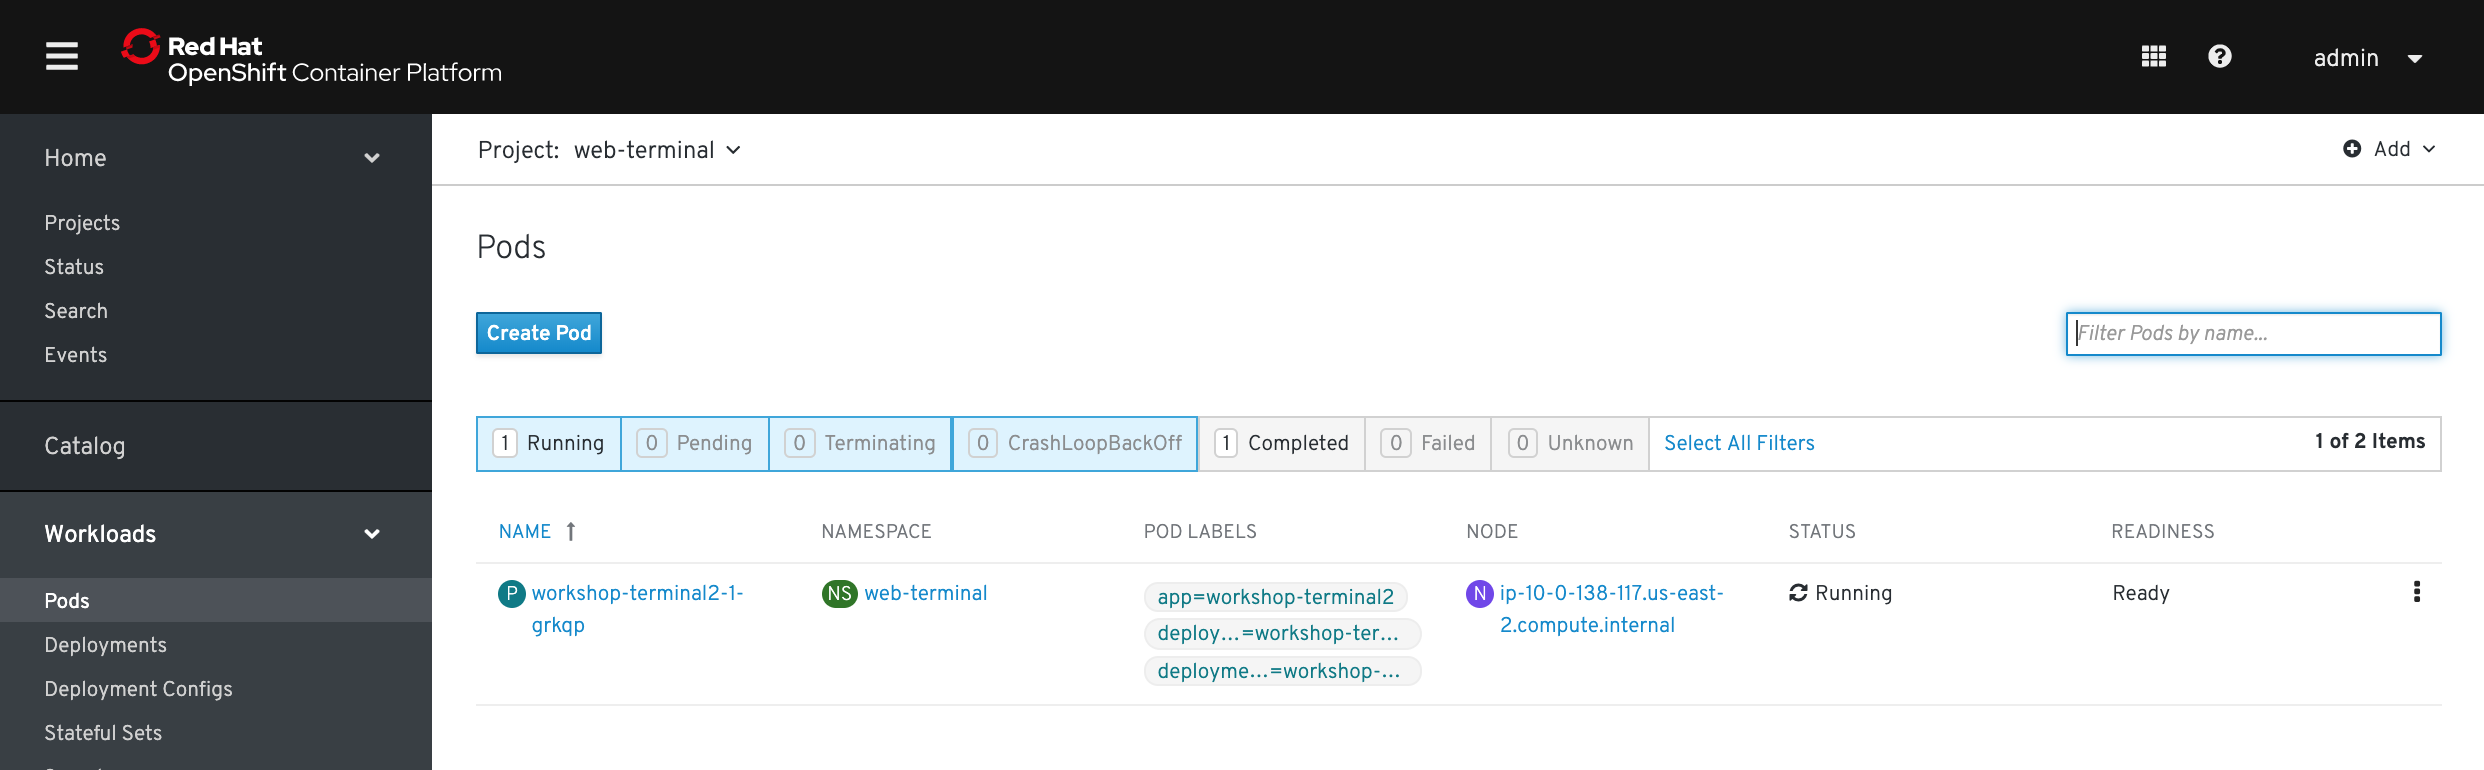 Red Hat
OpenShift Container Platform
admin
Home
Projects
Status
Search
Events
Catalog
Workloads
Pods
Deployments
Deployment Configs
Stateful Sets
Project: web-terminal
Add
Pods
Create Pod
Filter Pods by name...
1 Running 0 Pending 0 Terminating 0 CrashLoopBackOff 1 Completed 0 Failed 0 Unknown Select All Filters 1 of 2 Items
NAME NAMESPACE POD LABELS NODE STATUS READINESS
P workshop-terminal2-1-
grkqp
NS web-terminal
app=workshop-terminal2
deploy...=workshop-ter...
deployme...=workshop-...
N ip-10-0-138-117.us-east-
2.compute.internal
Running
Ready